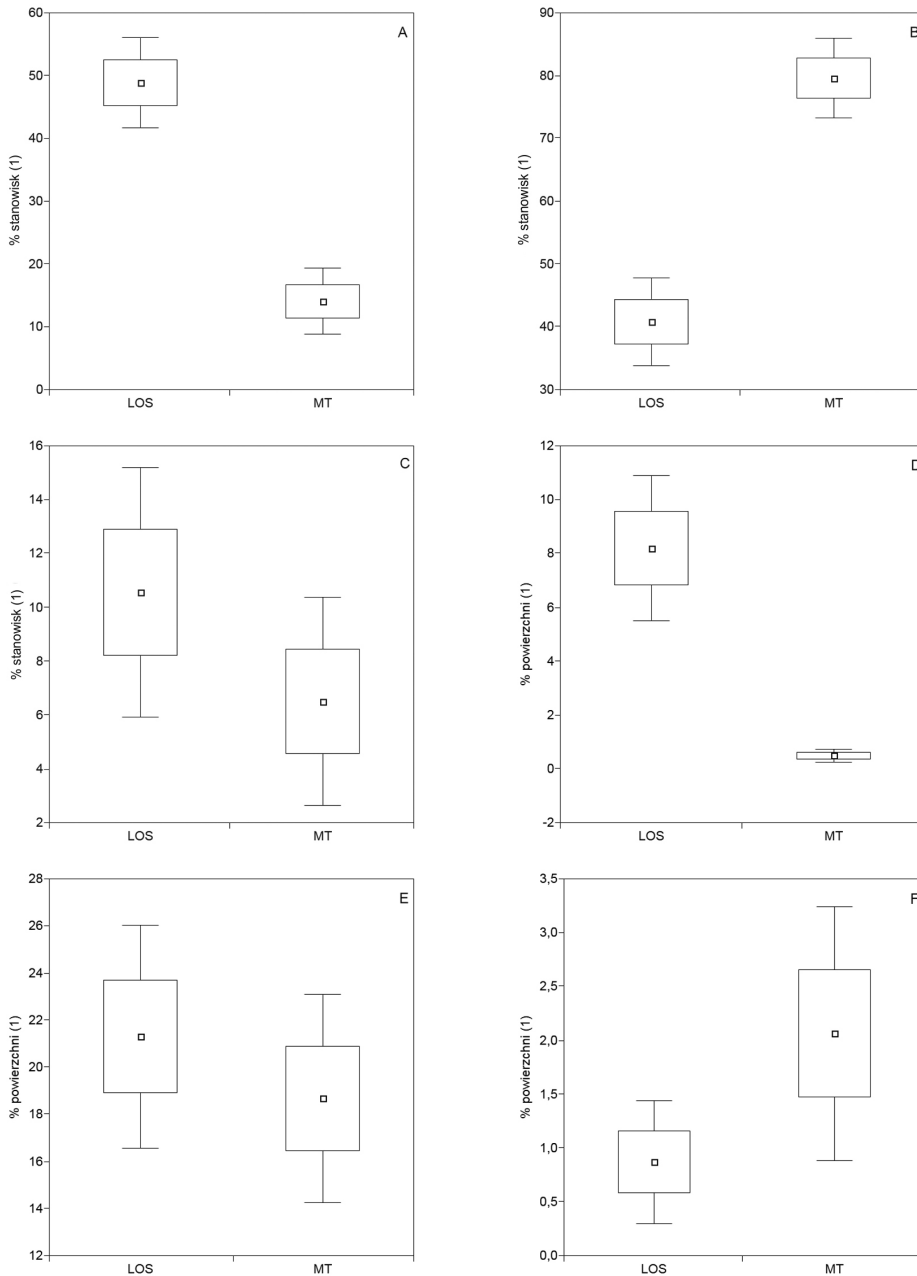 A
60
50
40
30
20
10
0
% stanowisk (1)
LOS
MT
B
90
80
70
60
50
40
30
% stanowisk (1)
LOS
MT
C
16
14
12
10
8
6
4
2
% stanowisk (1)
LOS
MT
D
12
10
8
6
4
2
0
-2
% powierzchni (1)
LOS
MT
E
28
26
24
22
20
18
16
14
12
% powierzchni (1)
LOS
MT
F
3,5
3,0
2,5
2,0
1,5
1,0
0,5
0,0
% powierzchni (1)
LOS
MT